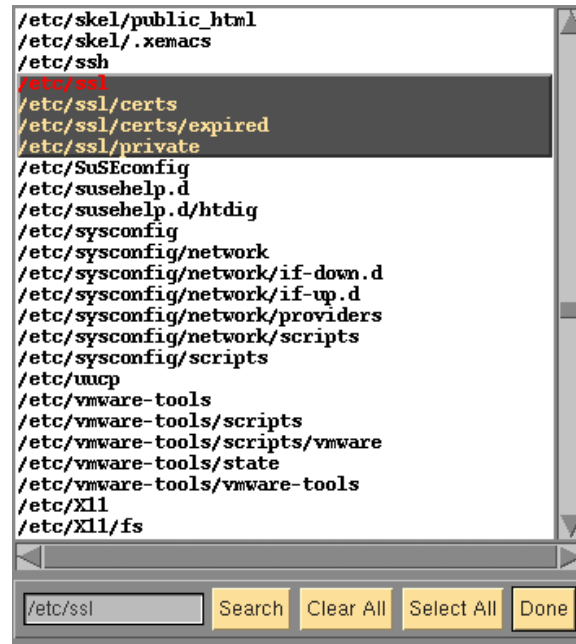 /etc/skel/public_html
/etc/skel/.xemacs
/etc/ssh
/etc/ssl
/etc/ssl/certs
/etc/ssl/certs/expired
/etc/ssl/private
/etc/SuSEconfig
/etc/susehelp.d
/etc/susehelp.d/htdig
/etc/sysconfig
/etc/sysconfig/network
/etc/sysconfig/network/if-down.d
/etc/sysconfig/network/if-up.d
/etc/sysconfig/network/providers
/etc/sysconfig/network/scripts
/etc/sysconfig/scripts
/etc/uucp
/etc/vmware-tools
/etc/vmware-tools/scripts
/etc/vmware-tools/scripts/vmware
/etc/vmware-tools/state
/etc/vmware-tools/vmware-tools
/etc/X11
/etc/X11/fs
/etc/ssl Search Clear All Select All Done